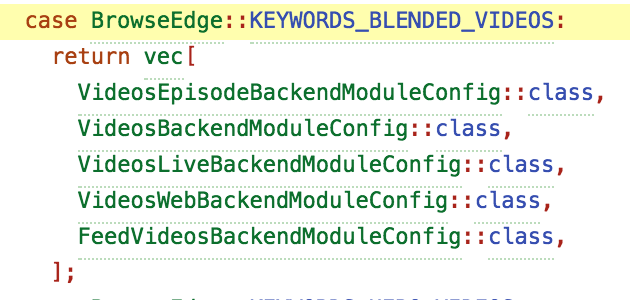 case BrowseEdge::KEYWORDS_BLENDED_VIDEOS:
return vec[
VideosEpisodeBackendModuleConfig::class,
VideosBackendModuleConfig::class,
VideosLiveBackendModuleConfig::class,
VideosWebBackendModuleConfig::class,
FeedVideosBackendModuleConfig::class,
];